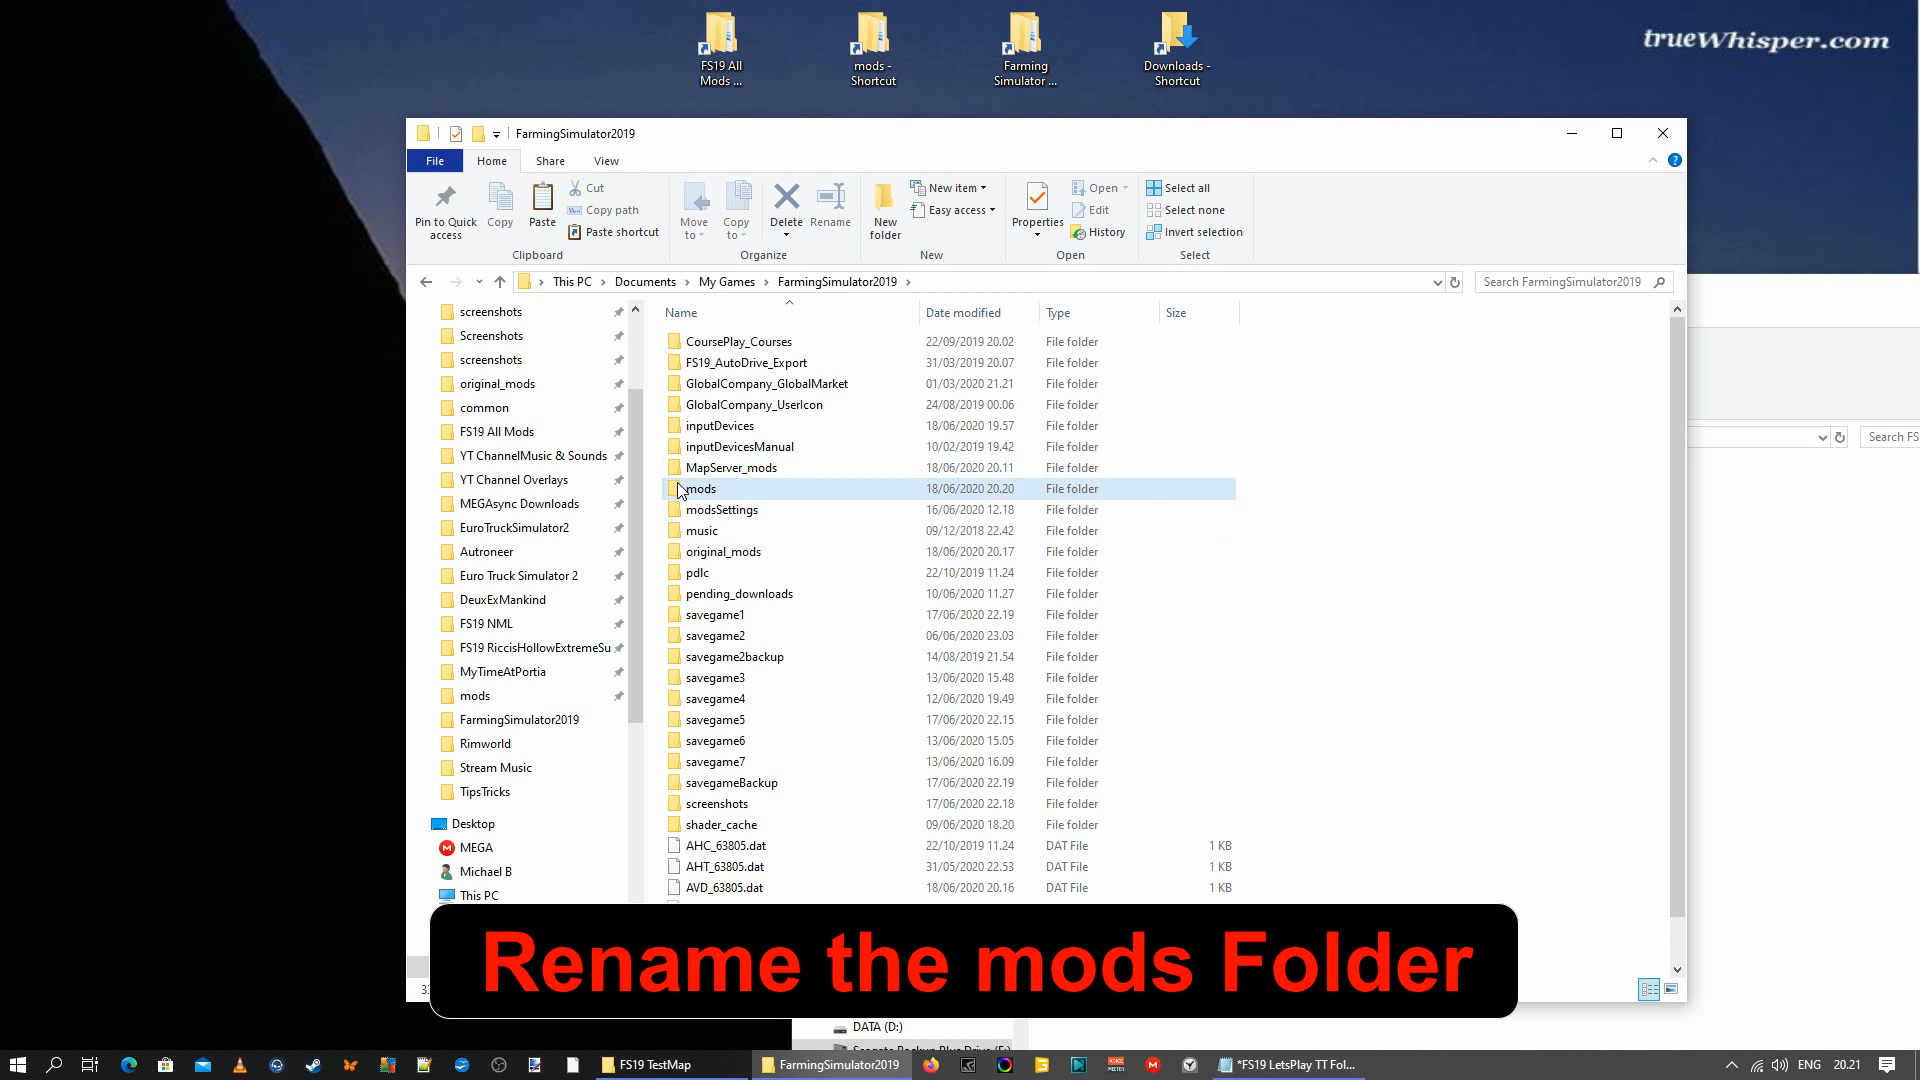 trueWhisper.com
FS19 All
Mods ...
mods -
Shortcut
Farming
Simulator ...
Downloads -
Shortcut
FarmingSimulator2019
File
Home
Share
View
Pin to Quick
access
Copy
Paste
Cut
Copy path
Paste shortcut
Clipboard
Move
to
Copy
to
Delete
Rename
Organize
New
folder
New item
Easy access
New
Properties
Open
Edit
History
Open
Select all
Select none
Invert selection
Select
This PC > Documents > My Games > FarmingSimulator2019 >
Search FarmingSimulator2019
Search FS
screenshots
Screenshots
screenshots
original_mods
common
FS19 All Mods
YT ChannelMusic & Sounds
YT Channel Overlays
MEGAsync Downloads
EuroTruckSimulator2
Autroneer
Euro Truck Simulator 2
DeuxExMankind
FS19 NML
FS19 RiccisHollowExtremeSu
MyTimeAtPortia
mods
FarmingSimulator2019
Rimworld
Stream Music
TipsTricks
Desktop
MEGA
Michael B
This PC
Name Date modified Type Size
CoursePlay_Courses 22/09/2019 20.02 File folder
FS19_AutoDrive_Export 31/03/2020 20.07 File folder
GlobalCompany_GlobalMarket 01/03/2020 21.21 File folder
GlobalCompany_UserIcon 24/08/2019 00.06 File folder
inputDevices 18/06/2020 19.57 File folder
inputDevicesManual 10/02/2019 19.42 File folder
MapServer_mods 18/06/2020 20.11 File folder
mods 18/06/2020 20.20 File folder
modsSettings 16/06/2020 12.18 File folder
music 09/12/2018 22.42 File folder
original_mods 18/06/2020 20.17 File folder
pdlc 22/10/2019 11.24 File folder
pending_downloads 10/06/2020 11.27 File folder
savegame1 17/06/2020 22.19 File folder
savegame2 06/06/2020 23.03 File folder
savegame2backup 14/08/2019 21.54 File folder
savegame3 13/06/2020 15.48 File folder
savegame4 12/06/2020 19.49 File folder
savegame5 17/06/2020 22.15 File folder
savegame6 13/06/2020 15.05 File folder
savegame7 13/06/2020 16.09 File folder
savegameBackup 17/06/2020 22.19 File folder
screenshots 17/06/2020 22.18 File folder
shader_cache 09/06/2020 18.20 File folder
AHC_63805.dat 22/10/2019 11.24 DAT File 1 KB
AHT_63805.dat 31/05/2020 22.53 DAT File 1 KB
AVD_63805.dat 18/06/2020 20.16 DAT File 1 KB
Rename the mods Folder
DATA (D:)
FS19 TestMap
FarmingSimulator2019
*FS19 LetsPlay TT Fol...
ENG
20.21